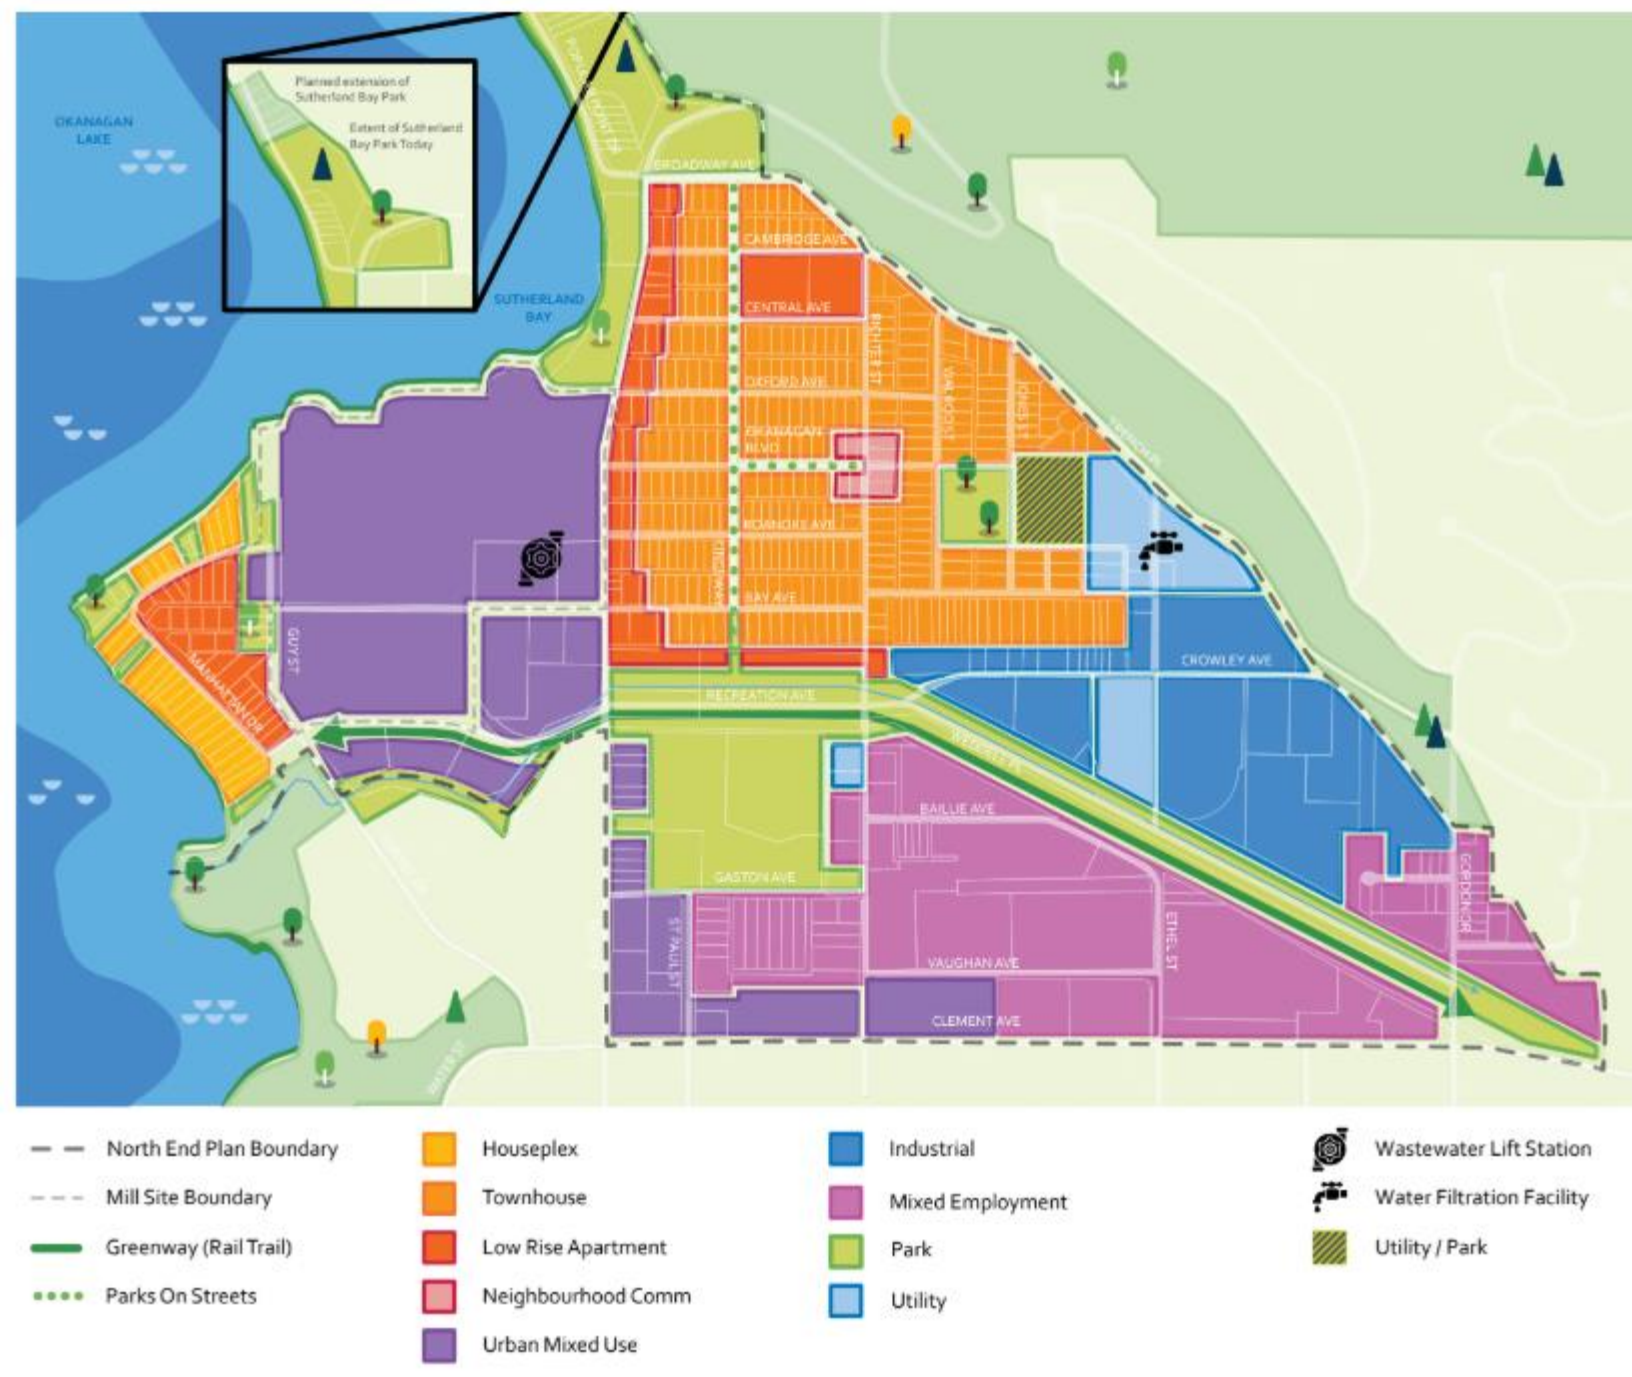 Planned extension of
Sutherland Bay Park
Extent of Sutherland
Bay Park Today
OKANAGAN
LAKE
SUTHERLAND
BAY
BROADWAY AVE
CAMBRIDGE AVE
CENTRAL AVE
RICHTER ST
OXFORD AVE
OKANAGAN
BLVD
ROANOKE AVE
BAY AVE
CROWLEY AVE
GUY ST
MANHATTAN DR
RECREATION AVE
BAILLIE AVE
GASTON AVE
ST PAUL ST
ETHEL ST
GORDON DR
VAUGHAN AVE
CLEMENT AVE
WATER ST
North End Plan Boundary
Mill Site Boundary
Greenway (Rail Trail)
Parks On Streets
Houseplex
Townhouse
Low Rise Apartment
Neighbourhood Comm
Urban Mixed Use
Industrial
Mixed Employment
Park
Utility
Wastewater Lift Station
Water Filtration Facility
Utility / Park